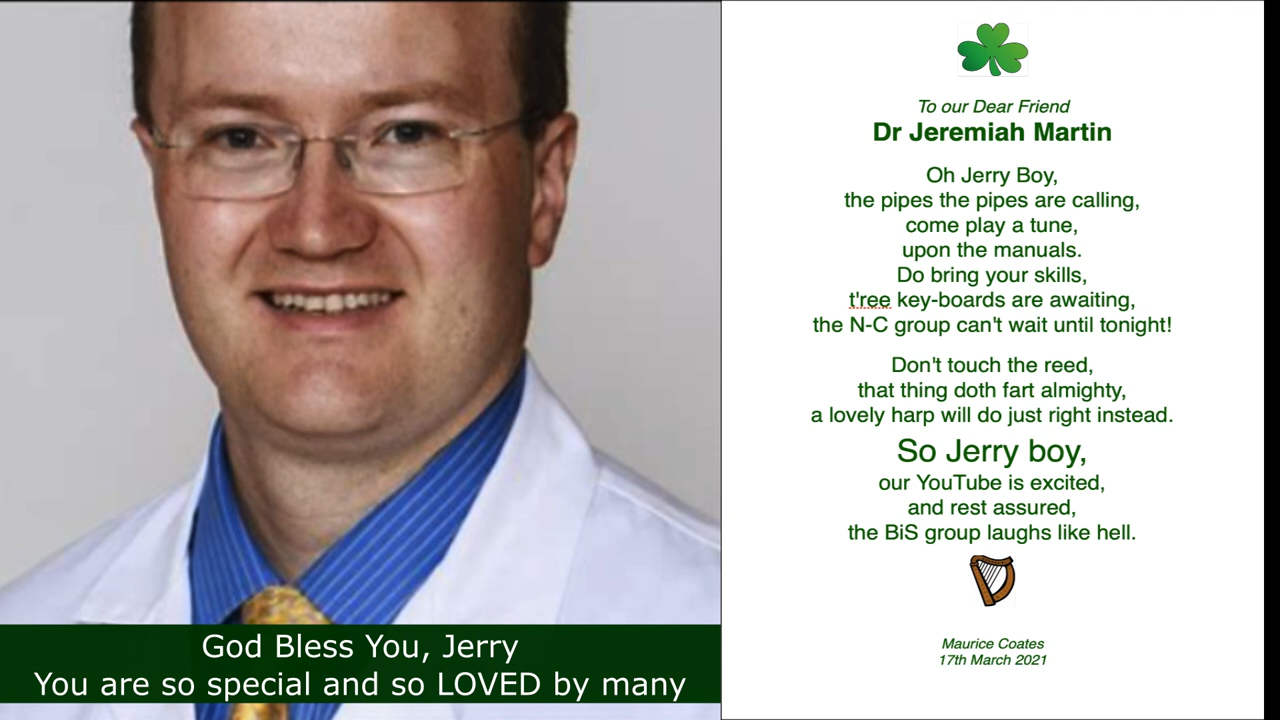 God Bless You, Jerry
You are so special and so LOVED by many
To our Dear Friend
Dr Jeremiah Martin
Oh Jerry Boy,
the pipes the pipes are calling,
come play a tune,
upon the manuals.
Do bring your skills,
t'ree key-boards are awaiting,
the N-C group can't wait until tonight!
Don't touch the reed,
that thing doth fart almighty,
a lovely harp will do just right instead.
So Jerry boy,
our YouTube is excited,
and rest assured,
the BiS group laughs like hell.
Maurice Coates
17th March 2021